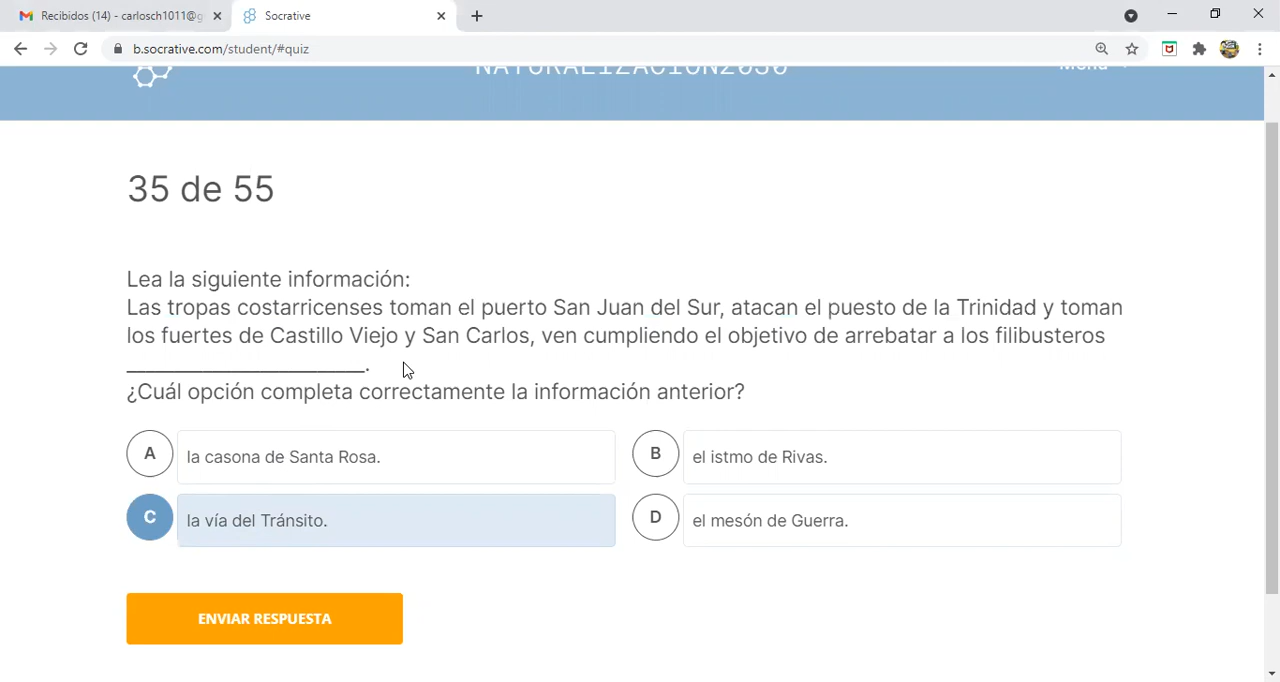 Recibidos (14) - carlosch1011@g
Socrative
b.socrative.com/student/#quiz
NATURALIZACION2030
Menú
35 de 55
Lea la siguiente información:
Las tropas costarricenses toman el puerto San Juan del Sur, atacan el puesto de la Trinidad y toman
los fuertes de Castillo Viejo y San Carlos, ven cumpliendo el objetivo de arrebatar a los filibusteros
________________________.
¿Cuál opción completa correctamente la información anterior?
A la casona de Santa Rosa.
B el istmo de Rivas.
C la vía del Tránsito.
D el mesón de Guerra.
ENVIAR RESPUESTA